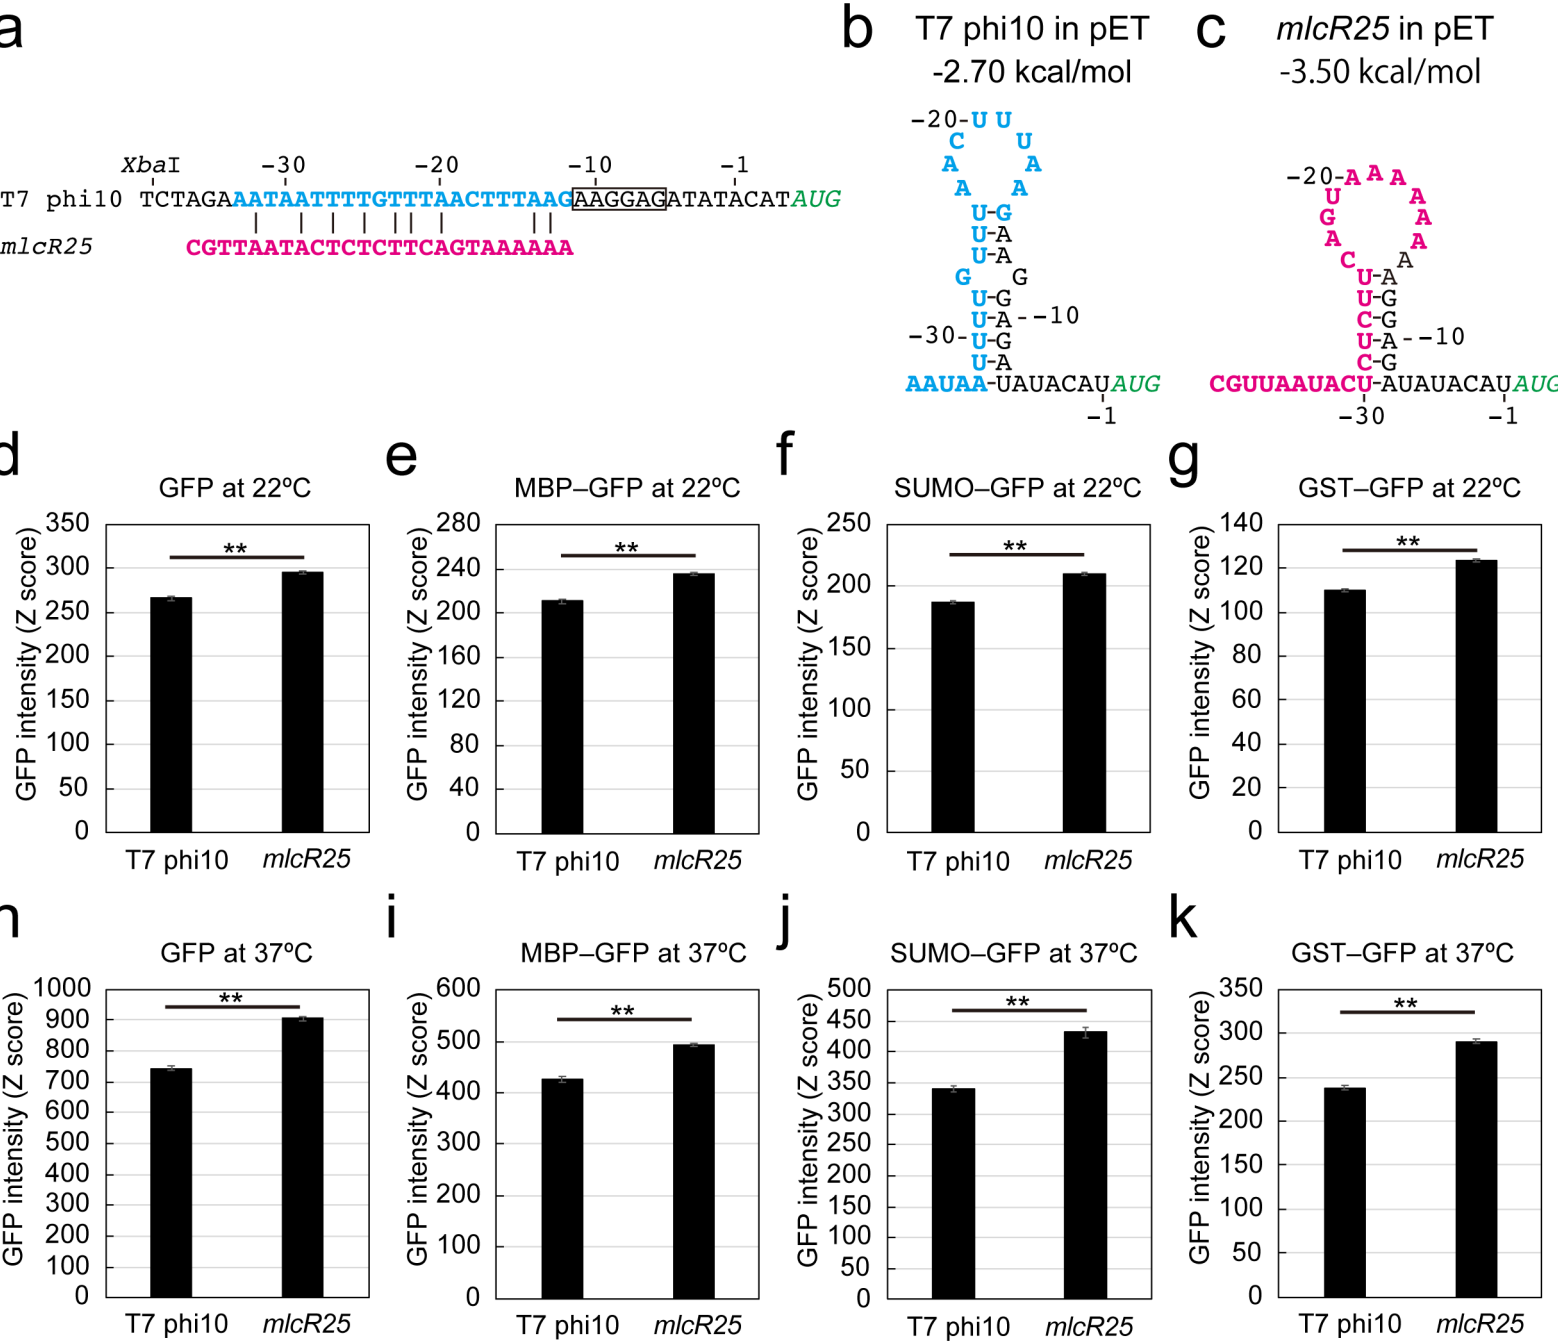 a
XbaI -30 -20 -10 -1
T7 phi10 TCTAGAAATAATTTTGTTTAACTTTAAGAAGGAGATATACATAUG
mlcR25 CGTTAATACTCTCTTCAGTAAAAAA
b T7 phi10 in pET
-2.70 kcal/mol
-20-UU
C U
A A
A A
U-G
U-A
U-A
G G
U-G
U-A--10
-30-U-G
U-A
AAUAA-UAUACAUAUG
-1
c mlcR25 in pET
-3.50 kcal/mol
-20-AAA
U A
G A
A A
C A
U-A
U-G
C-G
U-A--10
C-G
CGUUAAUACU-AUAUACAUAUG
-30 -1
d
GFP at 22ºC
GFP intensity (Z score)
350
300
250
200
150
100
50
0
**
T7 phi10 mlcR25
e
MBP–GFP at 22ºC
GFP intensity (Z score)
280
240
200
160
120
80
40
0
**
T7 phi10 mlcR25
f
SUMO–GFP at 22ºC
GFP intensity (Z score)
250
200
150
100
50
0
**
T7 phi10 mlcR25
g
GST–GFP at 22ºC
GFP intensity (Z score)
140
120
100
80
60
40
20
0
**
T7 phi10 mlcR25
h
GFP at 37ºC
GFP intensity (Z score)
1000
900
800
700
600
500
400
300
200
100
0
**
T7 phi10 mlcR25
i
MBP–GFP at 37ºC
GFP intensity (Z score)
600
500
400
300
200
100
0
**
T7 phi10 mlcR25
j
SUMO–GFP at 37ºC
GFP intensity (Z score)
500
450
400
350
300
250
200
150
100
50
0
**
T7 phi10 mlcR25
k
GST–GFP at 37ºC
GFP intensity (Z score)
350
300
250
200
150
100
50
0
**
T7 phi10 mlcR25